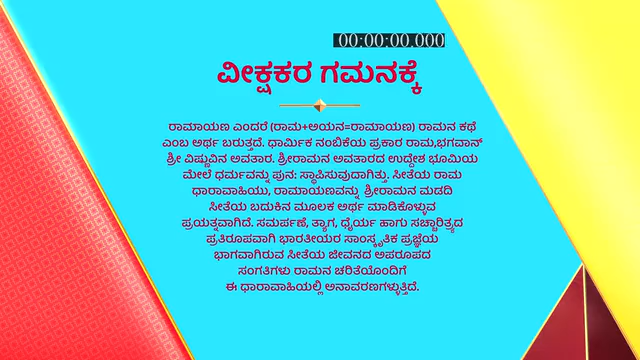 00:00:00.000
ವೀಕ್ಷಕರ ಗಮನಕ್ಕೆ
ರಾಮಾಯಣ ಎಂದರೆ (ರಾಮ+ಅಯನ=ರಾಮಾಯಣ) ರಾಮನ ಕಥೆ
ಎಂಬ ಅರ್ಥ ಬರುತ್ತದೆ. ಧಾರ್ಮಿಕ ನಂಬಿಕೆಯ ಪ್ರಕಾರ ರಾಮ,ಭಗವಾನ್
ಶ್ರೀ ವಿಷ್ಣುವಿನ ಅವತಾರ. ಶ್ರೀರಾಮನ ಅವತಾರದ ಉದ್ದೇಶ ಭೂಮಿಯ
ಮೇಲೆ ಧರ್ಮವನ್ನು ಪುನ: ಸ್ಥಾಪಿಸುವುದಾಗಿತ್ತು. ಸೀತೆಯ ರಾಮ
ಧಾರಾವಾಹಿಯು, ರಾಮಾಯಣವನ್ನು ಶ್ರೀರಾಮನ ಮಡದಿ
ಸೀತೆಯ ಬದುಕಿನ ಮೂಲಕ ಅರ್ಥ ಮಾಡಿಕೊಳ್ಳುವ
ಪ್ರಯತ್ನವಾಗಿದೆ. ಸಮರ್ಪಣೆ, ತ್ಯಾಗ, ಧೈರ್ಯ ಹಾಗು ಸಚ್ಚಾರಿತ್ರ್ಯದ
ಪ್ರತಿರೂಪವಾಗಿ ಭಾರತೀಯರ ಸಾಂಸ್ಕೃತಿಕ ಪ್ರಜ್ಞೆಯ
ಭಾಗವಾಗಿರುವ ಸೀತೆಯ ಜೀವನದ ಅಪರೂಪದ
ಸಂಗತಿಗಳು ರಾಮನ ಚರಿತೆಯೊಂದಿಗೆ
ಈ ಧಾರಾವಾಹಿಯಲ್ಲಿ ಅನಾವರಣಗಳ್ಳುತ್ತಿದೆ.